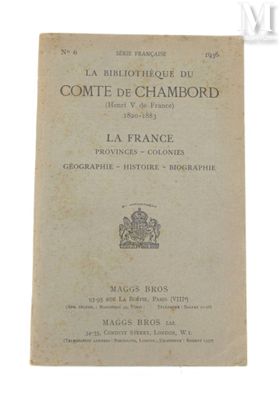 M
Nº 6 SÉRIE FRANÇAISE 1936
LA BIBLIOTHÈQUE DU
COMTE DE CHAMBORD
(Henri V de France)
1820-1883
LA FRANCE
PROVINCES - COLONIES
GÉOGRAPHIE - HISTOIRE - BIOGRAPHIE
MAGGS BROS
93-95 RUE LA BOËTIE, PARIS (VIIIᵉ)
MAGGS BROS Ltd.
34-35, CONDUIT STREET, LONDON, W 1.